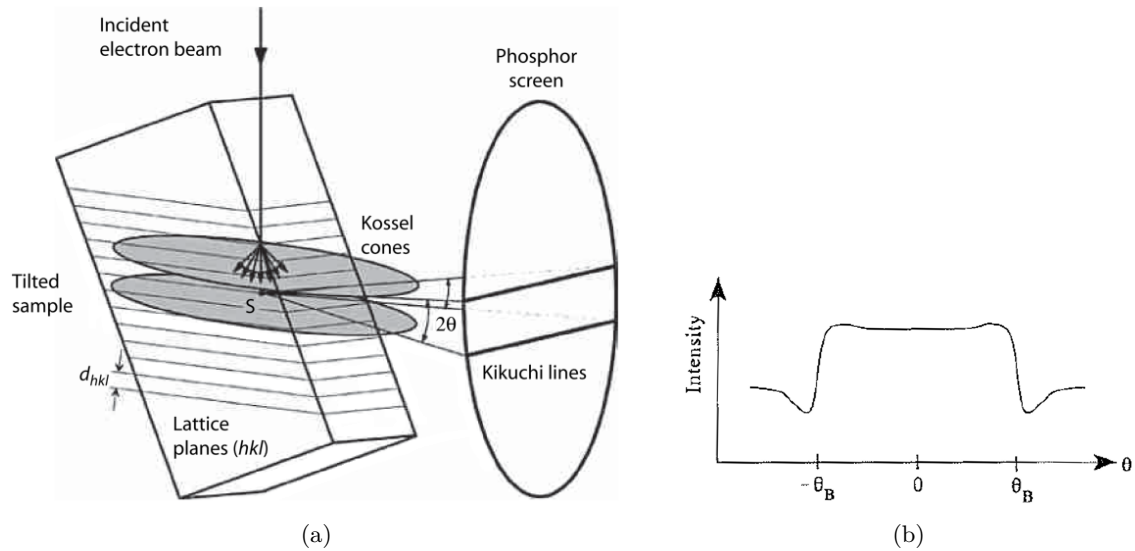 Incident
electron beam
Phosphor
screen
Kossel
cones
Tilted
sample
S
2θ
d_hkl
Kikuchi lines
Lattice
planes (hkl)
(a)
Intensity
-θ_B
0
θ_B
θ
(b)